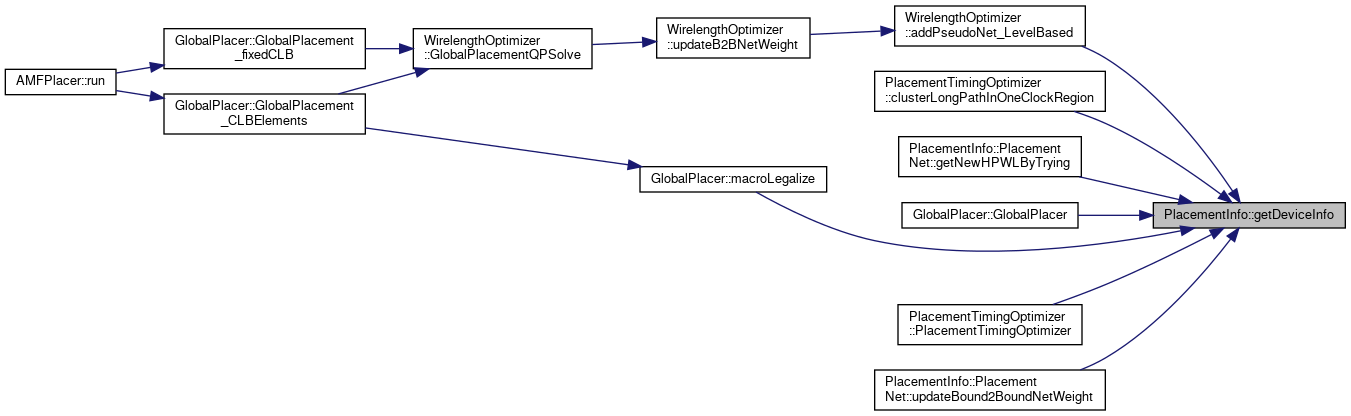 AMFPlacer::run
GlobalPlacer::GlobalPlacement
_fixedCLB
GlobalPlacer::GlobalPlacement
_CLBElements
WirelengthOptimizer
::GlobalPlacementQPSolve
WirelengthOptimizer
::updateB2BNetWeight
GlobalPlacer::macroLegalize
WirelengthOptimizer
::addPseudoNet_LevelBased
PlacementTimingOptimizer
::clusterLongPathInOneClockRegion
PlacementInfo::Placement
Net::getNewHPWLByTrying
GlobalPlacer::GlobalPlacer
PlacementTimingOptimizer
::PlacementTimingOptimizer
PlacementInfo::Placement
Net::updateBound2BoundNetWeight
PlacementInfo::getDeviceInfo